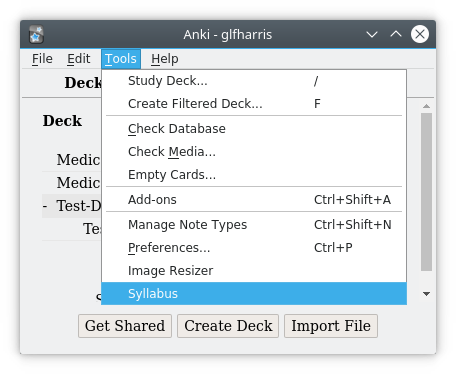 Anki - glfharris
File Edit Tools Help
Deck
Study Deck... /
Create Filtered Deck... F
Deck
Check Database
Medic
Check Media...
Medic
Empty Cards...
- Test-D
Add-ons Ctrl+Shift+A
Te
Manage Note Types Ctrl+Shift+N
Preferences... Ctrl+P
Image Resizer
Syllabus
Get Shared Create Deck Import File